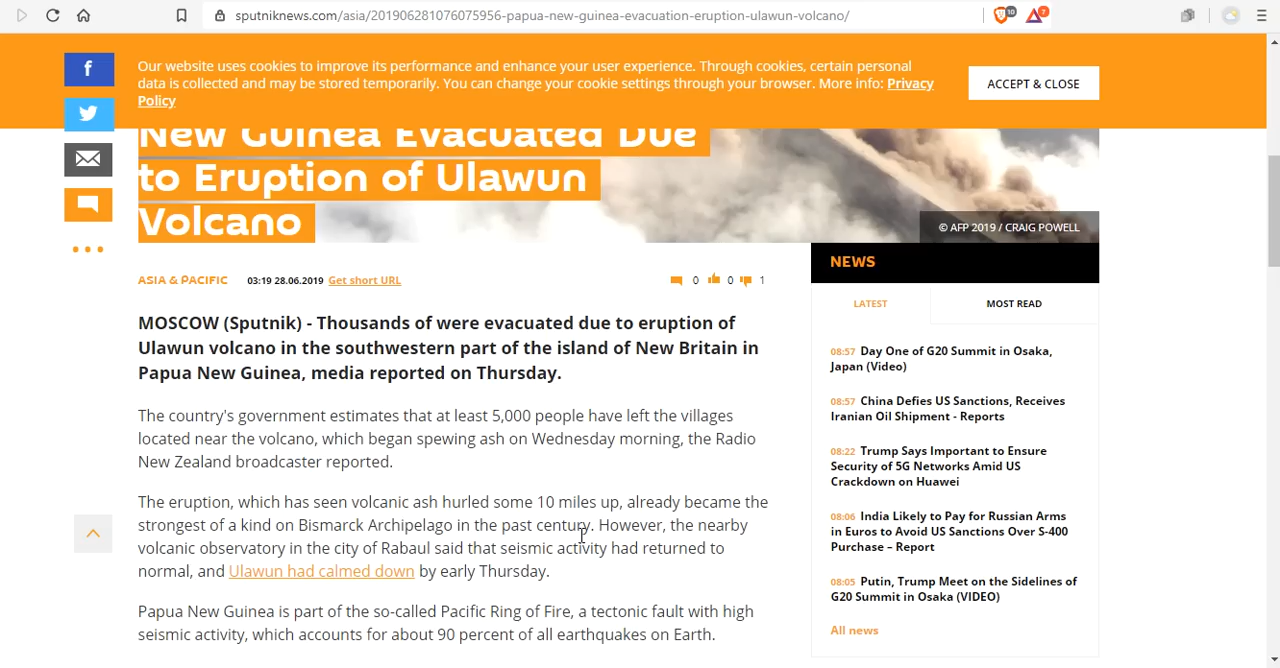 sputniknews.com/asia/201906281076075956-papua-new-guinea-evacuation-eruption-ulawun-volcano/
10
7
Our website uses cookies to improve its performance and enhance your user experience. Through cookies, certain personal
data is collected and may be stored temporarily. You can change your cookie settings through your browser. More info: Privacy
Policy
ACCEPT & CLOSE
New Guinea Evacuated Due
to Eruption of Ulawun
Volcano
© AFP 2019 / CRAIG POWELL
ASIA & PACIFIC 03:19 28.06.2019 Get short URL
0 0 1
MOSCOW (Sputnik) - Thousands of were evacuated due to eruption of
Ulawun volcano in the southwestern part of the island of New Britain in
Papua New Guinea, media reported on Thursday.
The country's government estimates that at least 5,000 people have left the villages
located near the volcano, which began spewing ash on Wednesday morning, the Radio
New Zealand broadcaster reported.
The eruption, which has seen volcanic ash hurled some 10 miles up, already became the
strongest of a kind on Bismarck Archipelago in the past century. However, the nearby
volcanic observatory in the city of Rabaul said that seismic activity had returned to
normal, and Ulawun had calmed down by early Thursday.
Papua New Guinea is part of the so-called Pacific Ring of Fire, a tectonic fault with high
seismic activity, which accounts for about 90 percent of all earthquakes on Earth.
NEWS
LATEST
MOST READ
08:57 Day One of G20 Summit in Osaka,
Japan (Video)
08:57 China Defies US Sanctions, Receives
Iranian Oil Shipment - Reports
08:22 Trump Says Important to Ensure
Security of 5G Networks Amid US
Crackdown on Huawei
08:06 India Likely to Pay for Russian Arms
in Euros to Avoid US Sanctions Over S-400
Purchase – Report
08:05 Putin, Trump Meet on the Sidelines of
G20 Summit in Osaka (VIDEO)
All news